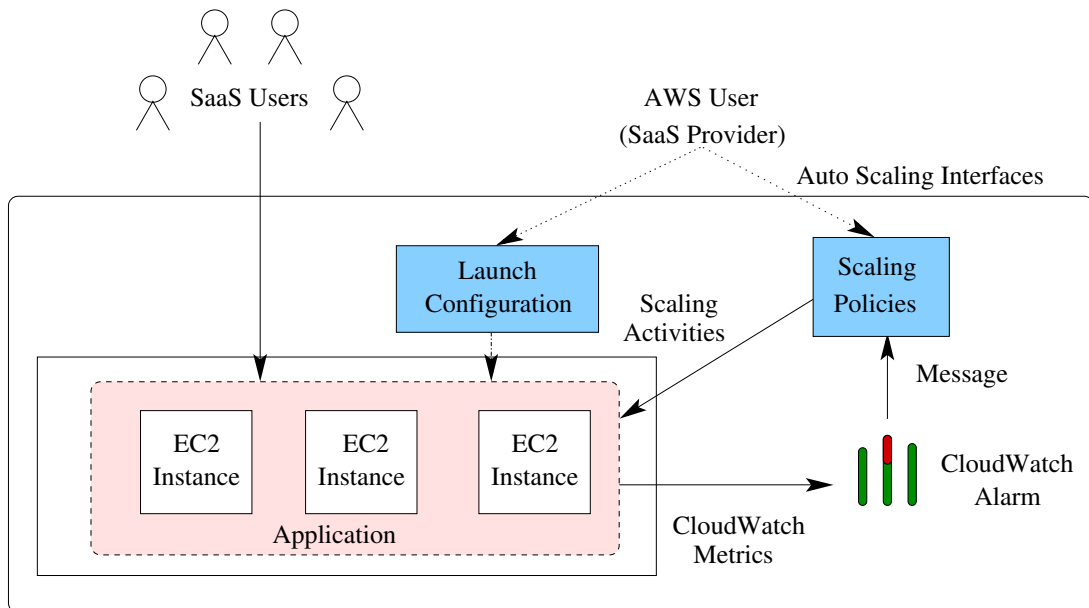 SaaS Users
AWS User
(SaaS Provider)
Auto Scaling Interfaces
Launch
Configuration
Scaling
Policies
Scaling
Activities
Message
EC2
Instance
EC2
Instance
EC2
Instance
Application
CloudWatch
Alarm
CloudWatch
Metrics